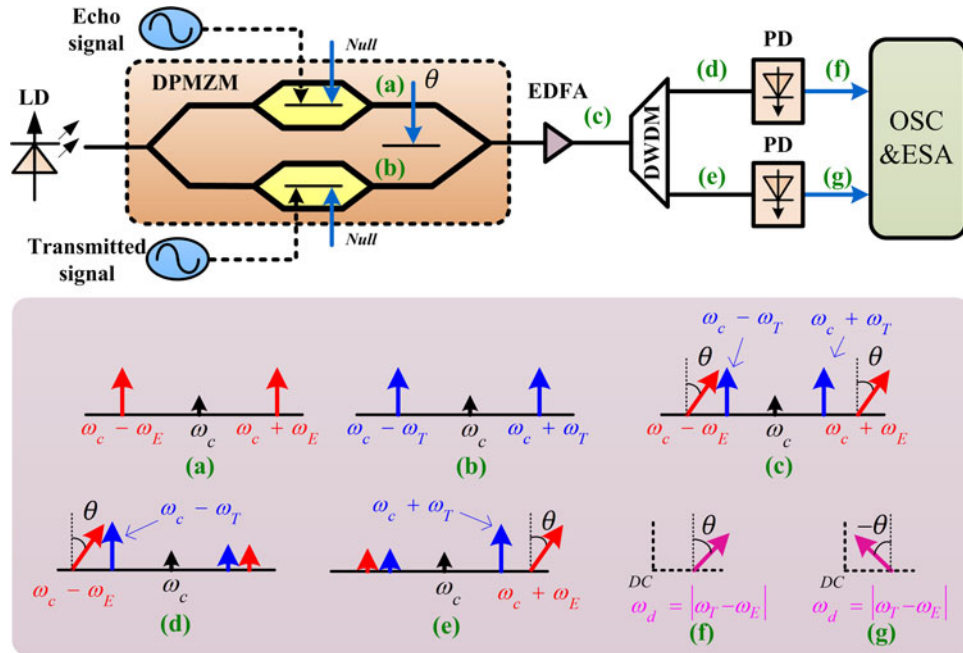 Echo
signal
Null
DPMZM
(a)
θ
LD
EDFA
(c)
(b)
Null
Transmitted
signal
DWDM
(d)
PD
(f)
(e)
PD
(g)
OSC
&ESA
ω_c − ω_E
ω_c
ω_c + ω_E
(a)
ω_c − ω_T
ω_c
ω_c + ω_T
(b)
ω_c − ω_T
ω_c + ω_T
θ
θ
ω_c − ω_E
ω_c
ω_c + ω_E
(c)
θ
ω_c − ω_T
ω_c − ω_E
ω_c
(d)
ω_c + ω_T
θ
ω_c
ω_c + ω_E
(e)
θ
DC
ω_d = |ω_T−ω_E|
(f)
−θ
DC
ω_d = |ω_T−ω_E|
(g)